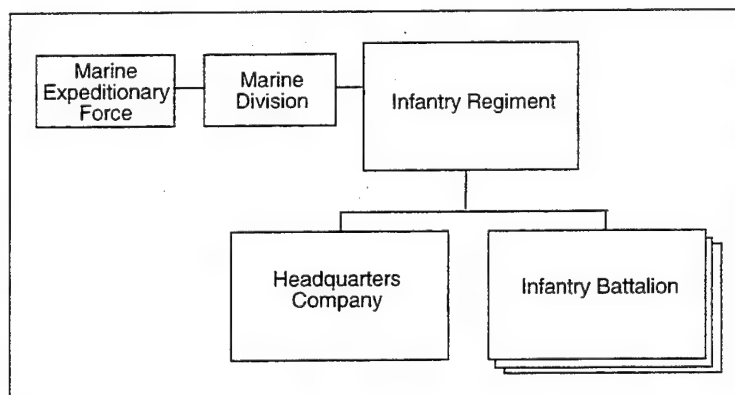 Marine
Expeditionary
Force
Marine
Division
Infantry Regiment
Headquarters
Company
Infantry Battalion